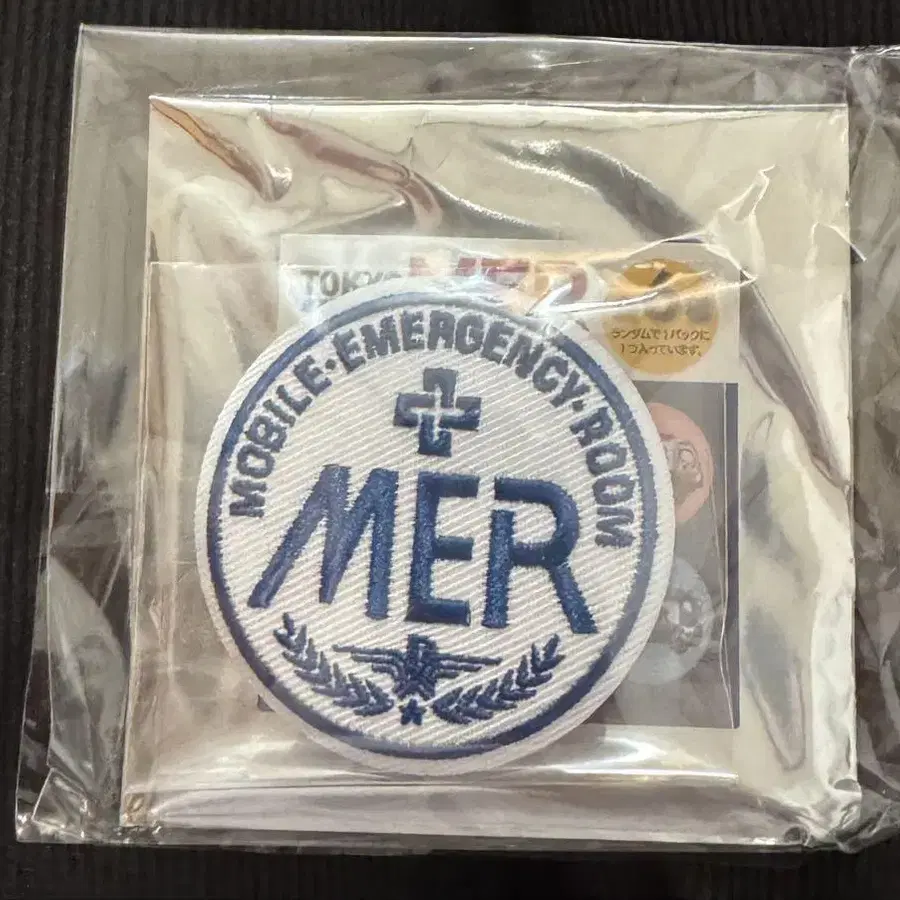 TOKYO MER
ランダムで1パックに
1つ入っています。
MOBILE・EMERGENCY・ROOM
MER